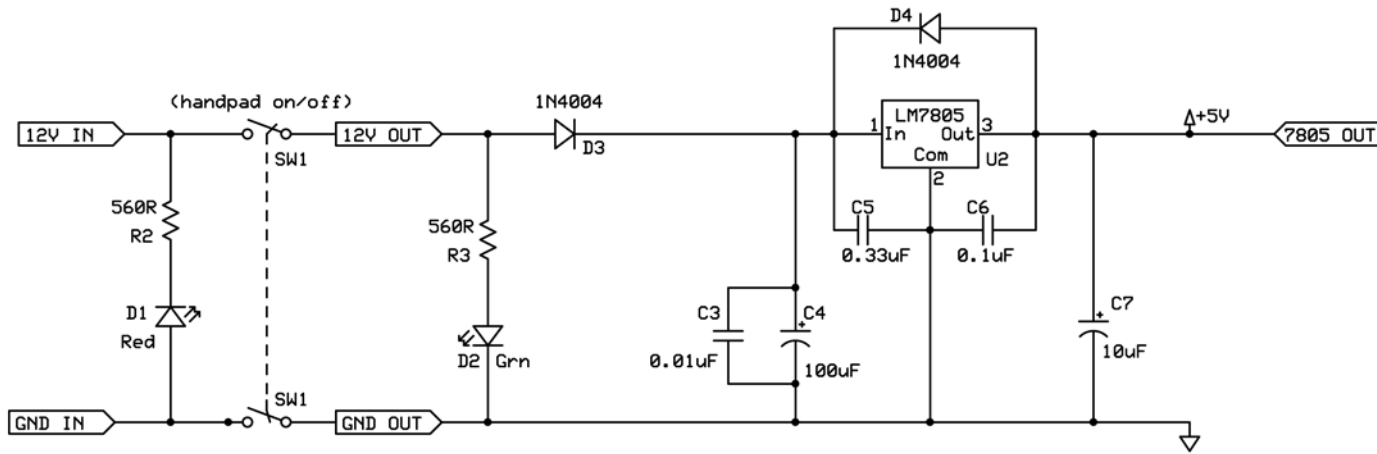 D4
1N4004
(handpad on/off)
1N4004
12V IN
12V OUT
SW1
D3
LM7805
1
In
Out
3
Com
U2
2
+5V
7805 OUT
560R
R2
560R
R3
C5
C6
0.33uF
0.1uF
D1
Red
D2
Grn
C3
C4
0.01uF
100uF
C7
10uF
SW1
GND IN
GND OUT
+
+